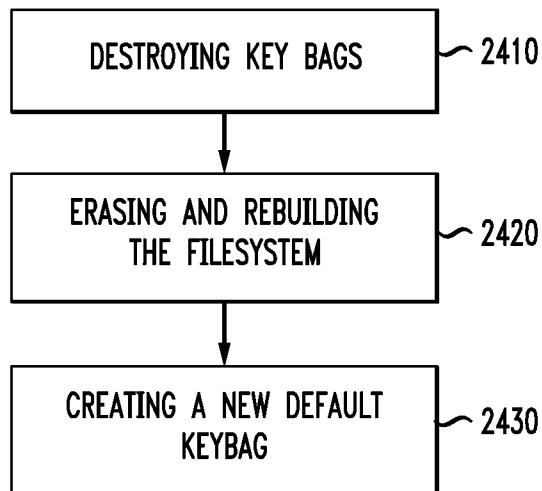 DESTROYING KEY BAGS
2410
ERASING AND REBUILDING
THE FILESYSTEM
2420
CREATING A NEW DEFAULT
KEYBAG
2430